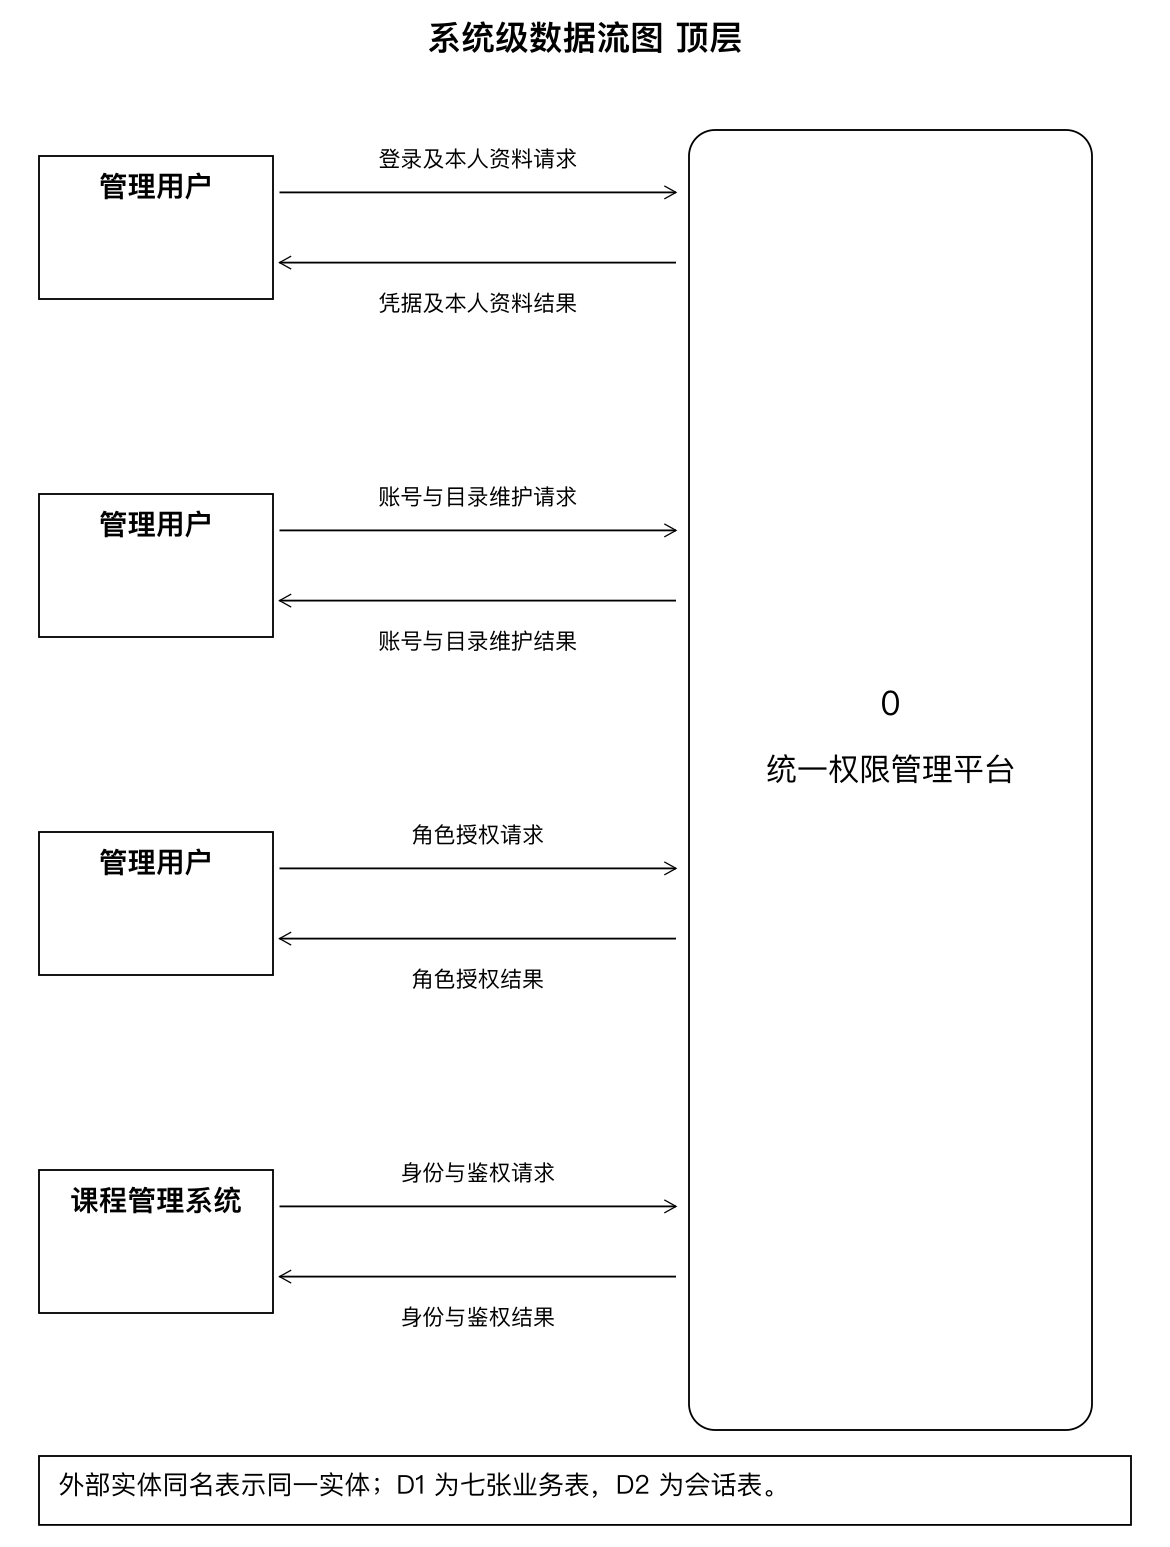 系统级数据流图 顶层
管理用户
登录及本人资料请求
凭据及本人资料结果
管理用户
账号与目录维护请求
账号与目录维护结果
0
统一权限管理平台
管理用户
角色授权请求
角色授权结果
课程管理系统
身份与鉴权请求
身份与鉴权结果
外部实体同名表示同一实体；D1 为七张业务表，D2 为会话表。